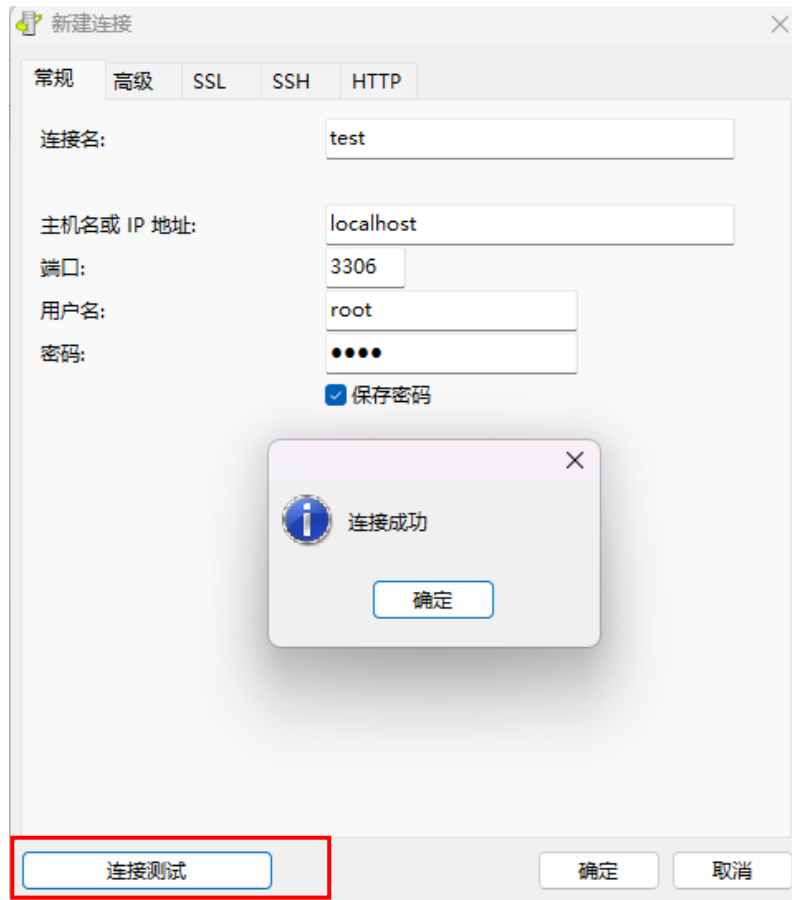 新建连接
常规 高级 SSL SSH HTTP
连接名: test
主机名或 IP 地址: localhost
端口: 3306
用户名: root
密码: ●●●●
保存密码
连接成功
确定
连接测试 确定 取消